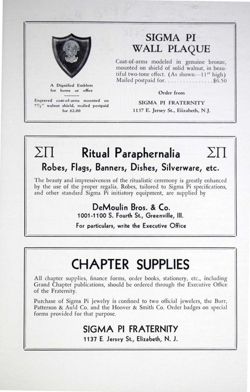 SIGMA PI
WALL PLAQUE
Coat-of-arms modeled in genuine bronze,
mounted on shield of solid walnut, in beau-
tiful two-tone effect. (As shown—11" high)
Mailed postpaid for. . . . . . . . . . . . .$6.50
Order from
SIGMA PI FRATERNITY
1137 E. Jersey St., Elizabeth, N.J.
A Dignified Emblem
for home or office
Engraved coat-of-arms mounted on
walnut shield, mailed postpaid
for $2.00
ΣΠ Ritual Paraphernalia ΣΠ
Robes, Flags, Banners, Dishes, Silverware, etc.
The beauty and impressiveness of the ritualistic ceremony is greatly enhanced
by the use of the proper regalia. Robes, tailored to Sigma Pi specifications,
and other standard Sigma Pi initiatory equipment, are supplied by
DeMoulin Bros. & Co.
1001-1100 S. Fourth St., Greenville, Ill.
For particulars, write the Executive Office
CHAPTER SUPPLIES
All chapter supplies, finance forms, order books, stationery, etc., including
Grand Chapter publications, should be ordered through the Executive Office
of the Fraternity.
Purchase of Sigma Pi jewelry is confined to two official jewelers, the Burr,
Patterson & Auld Co. and the Hoover & Smith Co. Order badges on special
forms provided for that purpose.
SIGMA PI FRATERNITY
1137 E. Jersey St., Elizabeth, N. J.